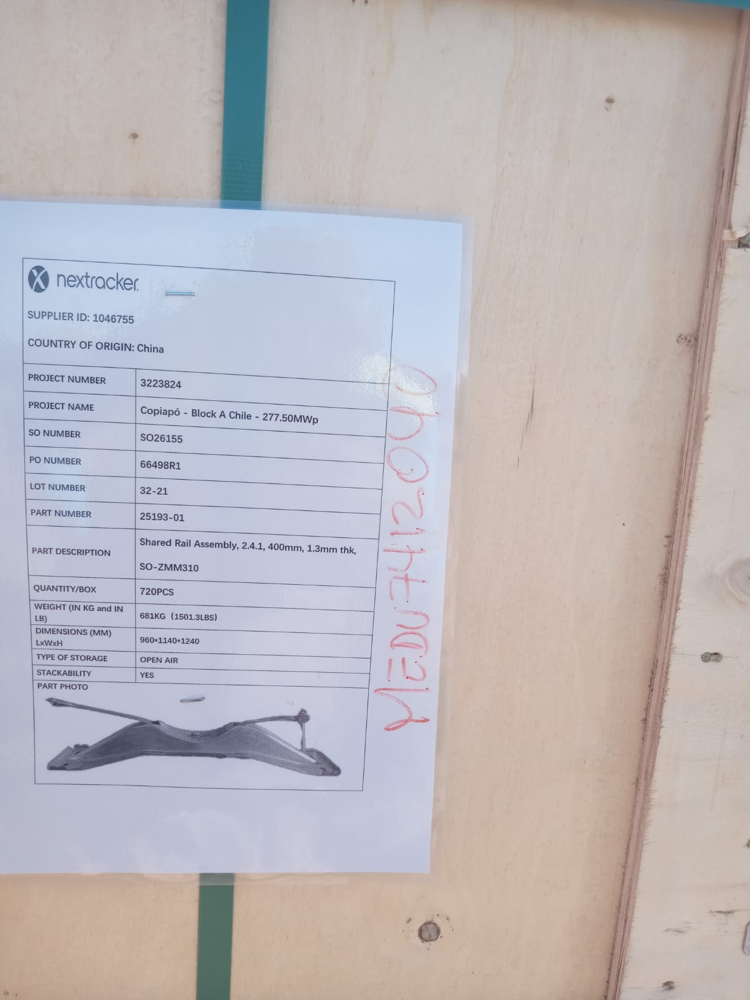 nextracker.
SUPPLIER ID: 1046755
COUNTRY OF ORIGIN: China
PROJECT NUMBER 3223824
PROJECT NAME Copiapó - Block A Chile - 277.50MWp
SO NUMBER SO26155
PO NUMBER 66498R1
LOT NUMBER 32-21
PART NUMBER 25193-01
PART DESCRIPTION Shared Rail Assembly, 2.4.1, 400mm, 1.3mm thk,
SO-ZMM310
QUANTITY/BOX 720PCS
WEIGHT (IN KG and IN
LB) 681KG (1501.3LBS)
DIMENSIONS (MM)
LxWxH 960*1140*1240
TYPE OF STORAGE OPEN AIR
STACKABILITY YES
PART PHOTO
MEDU7412040